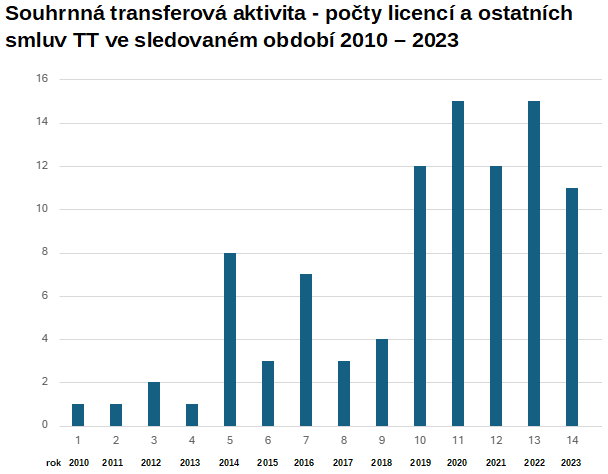 Souhrnná transferová aktivita - počty licencí a ostatních
smluv TT ve sledovaném období 2010 – 2023
16
14
12
10
8
6
4
2
0
1 2 3 4 5 6 7 8 9 10 11 12 13 14
rok 2010 2011 2012 2013 2014 2015 2016 2017 2018 2019 2020 2021 2022 2023